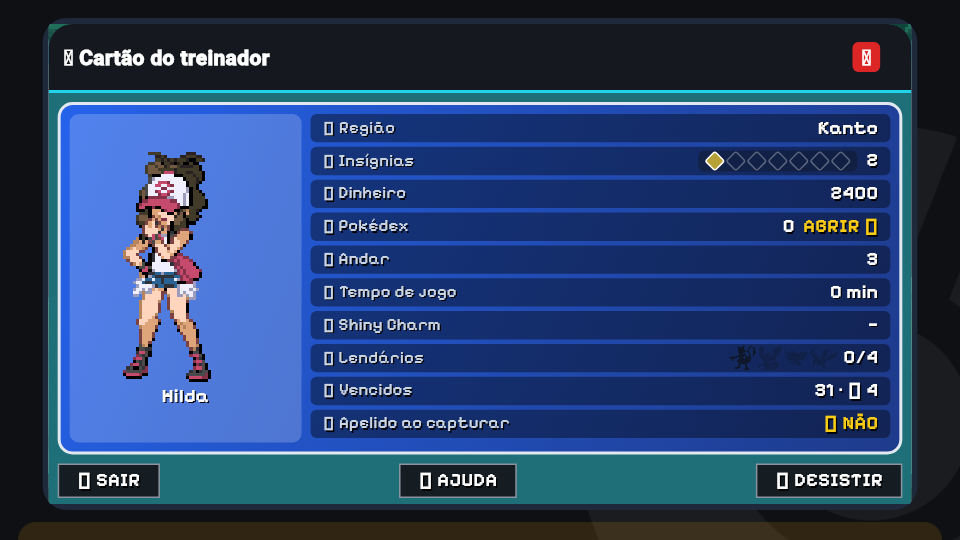 Cartão do treinador
Região Kanto
Insígnias 2
Dinheiro 2400
Pokédex 0 ABRIR
Andar 3
Tempo de jogo 0 min
Shiny Charm -
Lendários 0/4
Vencidos 31 · 4
Apelido ao capturar NÃO
Hilda
SAIR
AJUDA
DESISTIR